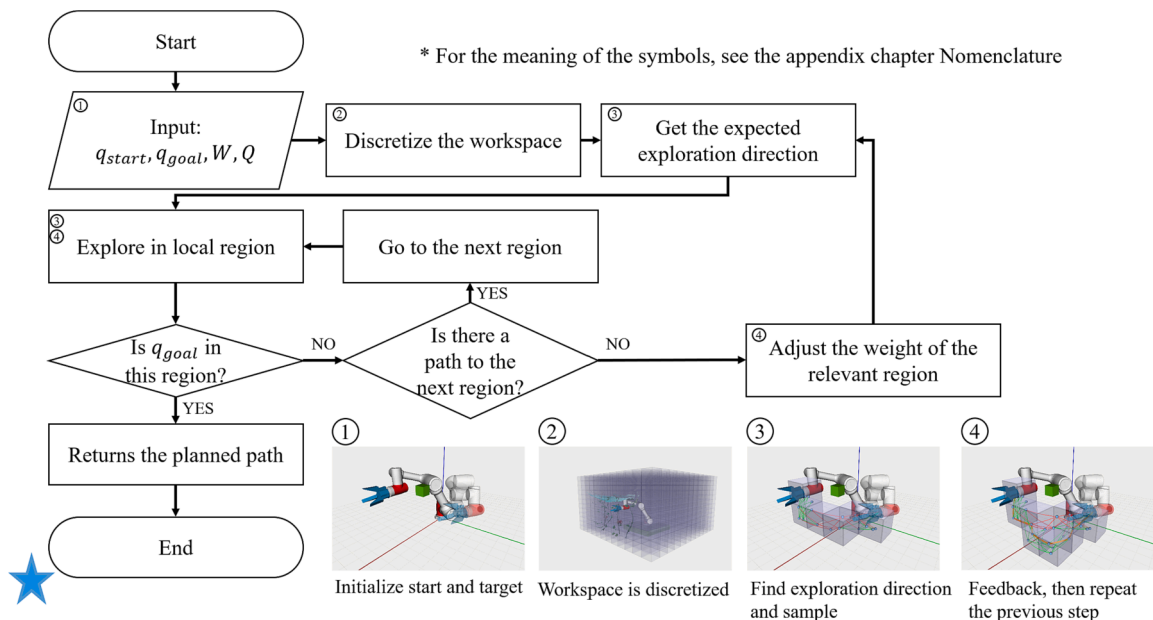 Start
* For the meaning of the symbols, see the appendix chapter Nomenclature
①
Input:
q_start, q_goal, W, Q
②
Discretize the workspace
③
Get the expected
exploration direction
③
④
Explore in local region
Go to the next region
YES
Is q_goal in
this region?
NO
Is there a
path to the
next region?
NO
④
Adjust the weight of the
relevant region
YES
Returns the planned path
End
①
Initialize start and target
②
Workspace is discretized
③
Find exploration direction
and sample
④
Feedback, then repeat
the previous step